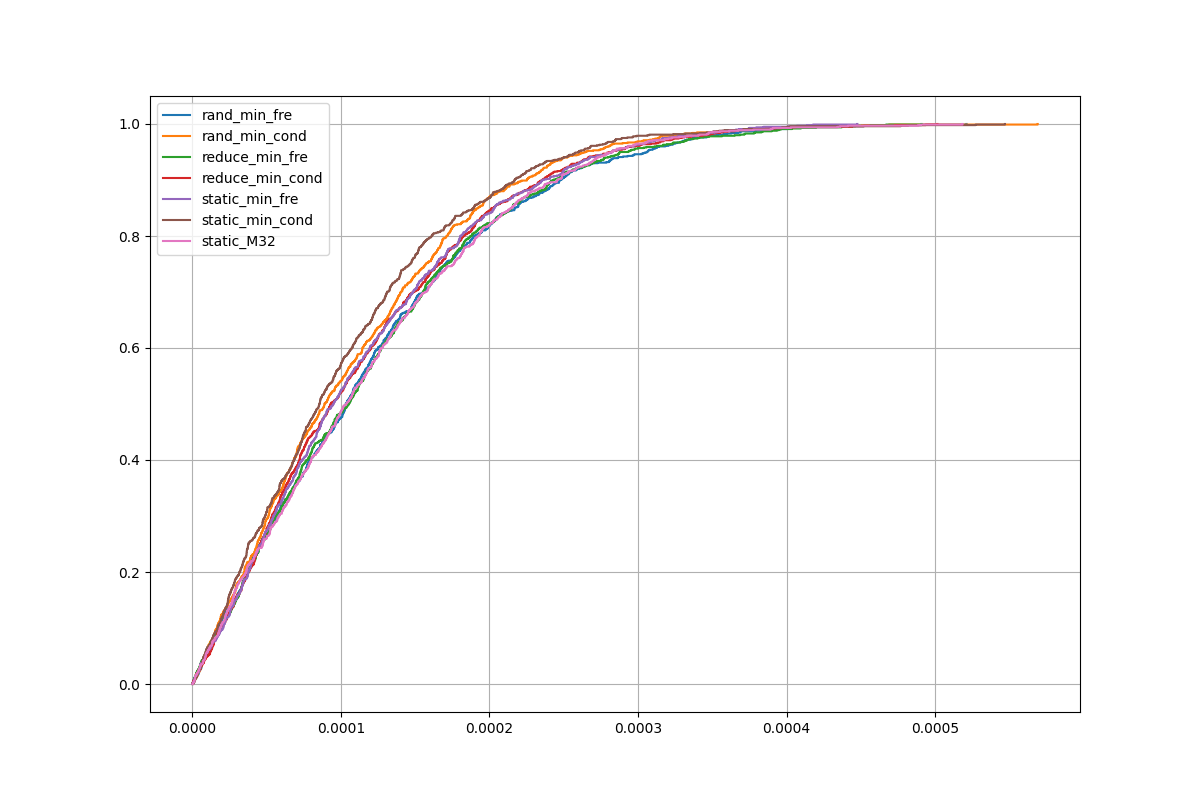 rand_min_fre
rand_min_cond
reduce_min_fre
reduce_min_cond
static_min_fre
static_min_cond
static_M32
1.0
0.8
0.6
0.4
0.2
0.0
0.0000 0.0001 0.0002 0.0003 0.0004 0.0005